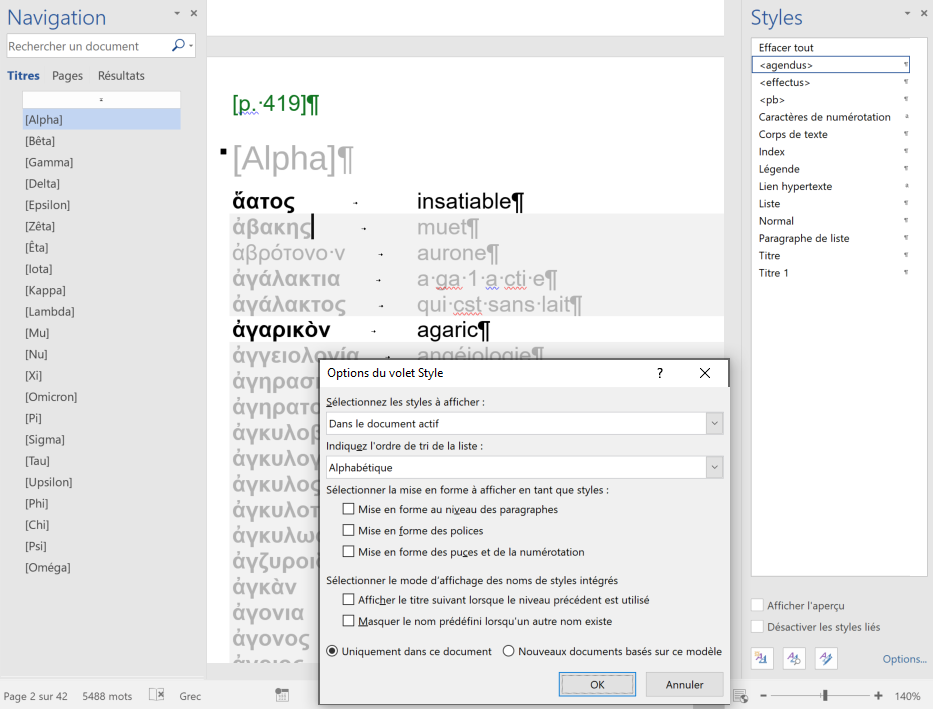 Navigation
Rechercher un document
Titres Pages Résultats
[Alpha]
[Bêta]
[Gamma]
[Delta]
[Epsilon]
[Zêta]
[Êta]
[Iota]
[Kappa]
[Lambda]
[Mu]
[Nu]
[Xi]
[Omicron]
[Pi]
[Sigma]
[Tau]
[Upsilon]
[Phi]
[Chi]
[Psi]
[Oméga]
[p.·419]¶
[Alpha]¶
ἄατος → insatiable¶
ἀβακης → muet¶
ἀβρότονο·ν → aurone¶
ἀγάλακτια → a·ga·1·a·cti·e¶
ἀγάλακτος → qui·cst·sans·lait¶
ἀγαρικὸν → agaric¶
ἀγγειολογία → angéiologie¶
ἀγκὰν
ἀγονια
ἀγονος
Options du volet Style ?
Sélectionnez les styles à afficher :
Dans le document actif
Indiquez l'ordre de tri de la liste :
Alphabétique
Sélectionner la mise en forme à afficher en tant que styles :
Mise en forme au niveau des paragraphes
Mise en forme des polices
Mise en forme des puces et de la numérotation
Sélectionner le mode d'affichage des noms de styles intégrés
Afficher le titre suivant lorsque le niveau précédent est utilisé
Masquer le nom prédéfini lorsqu'un autre nom existe
Uniquement dans ce document Nouveaux documents basés sur ce modèle
OK Annuler
Styles
Effacer tout
<agendus> ¶
<effectus> ¶
<pb> ¶
Caractères de numérotation a
Corps de texte ¶
Index ¶
Légende ¶
Lien hypertexte a
Liste ¶
Normal ¶
Paragraphe de liste ¶
Titre ¶
Titre 1 ¶
Afficher l'aperçu
Désactiver les styles liés
Options...
Page 2 sur 42 5488 mots Grec 140%